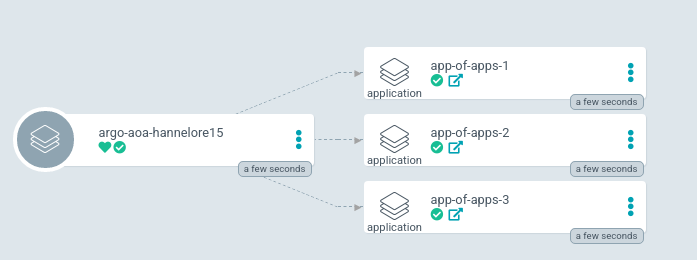 app-of-apps-1
application
a few seconds
argo-aoa-hannelore15
a few seconds
app-of-apps-2
application
a few seconds
app-of-apps-3
application
a few seconds